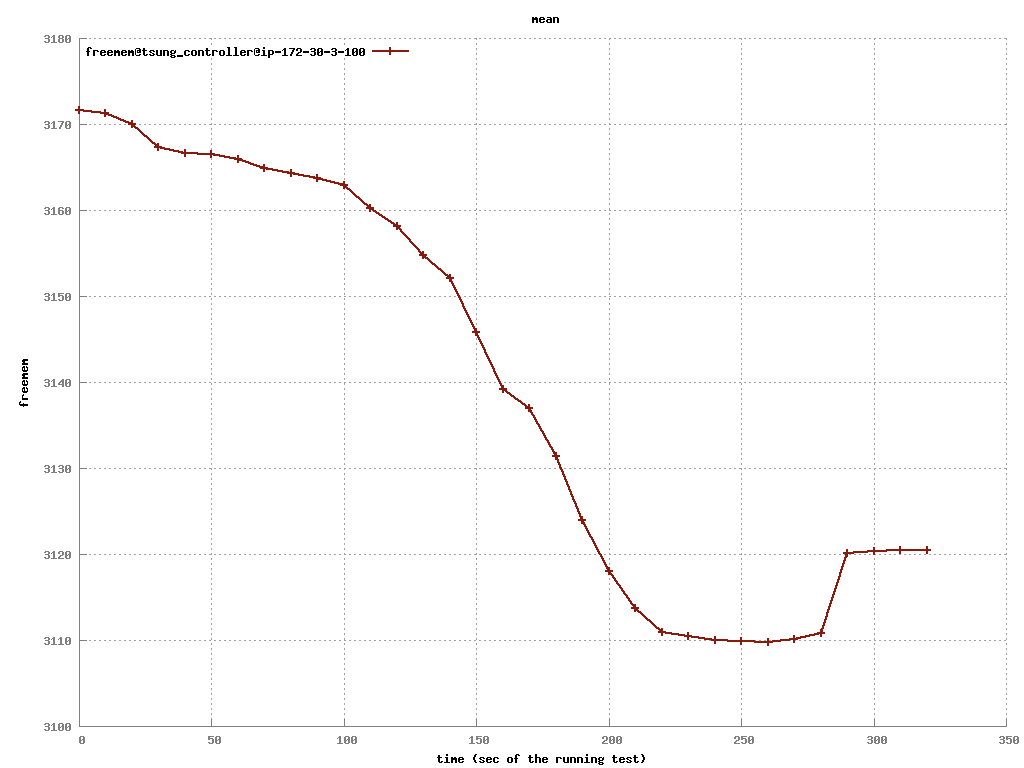 mean
freemem@tsung_controller@ip-172-30-3-100
3180
3170
3160
3150
3140
3130
3120
3110
3100
freemem
0 50 100 150 200 250 300 350
time (sec of the running test)